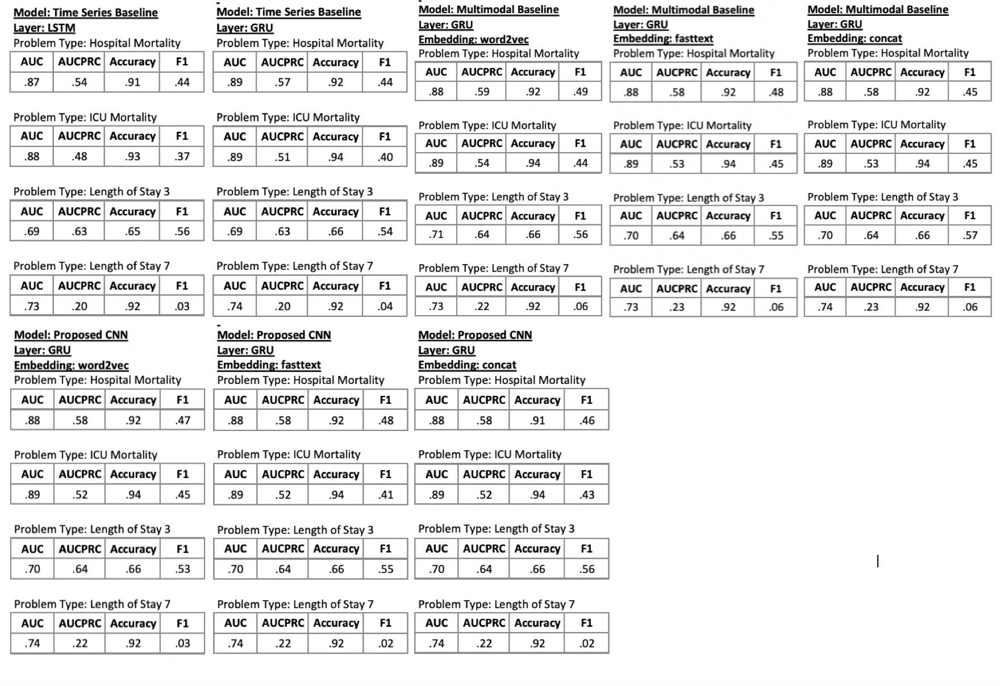 Model: Time Series Baseline
Layer: LSTM
Problem Type: Hospital Mortality
AUC AUCPRC Accuracy F1
.87 .54 .91 .44
Problem Type: ICU Mortality
AUC AUCPRC Accuracy F1
.88 .48 .93 .37
Problem Type: Length of Stay 3
AUC AUCPRC Accuracy F1
.69 .63 .65 .56
Problem Type: Length of Stay 7
AUC AUCPRC Accuracy F1
.73 .20 .92 .03
Model: Time Series Baseline
Layer: GRU
Problem Type: Hospital Mortality
AUC AUCPRC Accuracy F1
.89 .57 .92 .44
Problem Type: ICU Mortality
AUC AUCPRC Accuracy F1
.89 .51 .94 .40
Problem Type: Length of Stay 3
AUC AUCPRC Accuracy F1
.69 .63 .66 .54
Problem Type: Length of Stay 7
AUC AUCPRC Accuracy F1
.74 .20 .92 .04
Model: Multimodal Baseline
Layer: GRU
Embedding: word2vec
Problem Type: Hospital Mortality
AUC AUCPRC Accuracy F1
.88 .59 .92 .49
Problem Type: ICU Mortality
AUC AUCPRC Accuracy F1
.89 .54 .94 .44
Problem Type: Length of Stay 3
AUC AUCPRC Accuracy F1
.71 .64 .66 .56
Problem Type: Length of Stay 7
AUC AUCPRC Accuracy F1
.73 .22 .92 .06
Model: Multimodal Baseline
Layer: GRU
Embedding: fasttext
Problem Type: Hospital Mortality
AUC AUCPRC Accuracy F1
.88 .58 .92 .48
Problem Type: ICU Mortality
AUC AUCPRC Accuracy F1
.89 .53 .94 .45
Problem Type: Length of Stay 3
AUC AUCPRC Accuracy F1
.70 .64 .66 .55
Problem Type: Length of Stay 7
AUC AUCPRC Accuracy F1
.73 .23 .92 .06
Model: Multimodal Baseline
Layer: GRU
Embedding: concat
Problem Type: Hospital Mortality
AUC AUCPRC Accuracy F1
.88 .58 .92 .45
Problem Type: ICU Mortality
AUC AUCPRC Accuracy F1
.89 .53 .94 .45
Problem Type: Length of Stay 3
AUC AUCPRC Accuracy F1
.70 .64 .66 .57
Problem Type: Length of Stay 7
AUC AUCPRC Accuracy F1
.74 .23 .92 .06
Model: Proposed CNN
Layer: GRU
Embedding: word2vec
Problem Type: Hospital Mortality
AUC AUCPRC Accuracy F1
.88 .58 .92 .47
Problem Type: ICU Mortality
AUC AUCPRC Accuracy F1
.89 .52 .94 .45
Problem Type: Length of Stay 3
AUC AUCPRC Accuracy F1
.70 .64 .66 .53
Problem Type: Length of Stay 7
AUC AUCPRC Accuracy F1
.74 .22 .92 .03
Model: Proposed CNN
Layer: GRU
Embedding: fasttext
Problem Type: Hospital Mortality
AUC AUCPRC Accuracy F1
.88 .58 .92 .48
Problem Type: ICU Mortality
AUC AUCPRC Accuracy F1
.89 .52 .94 .41
Problem Type: Length of Stay 3
AUC AUCPRC Accuracy F1
.70 .64 .66 .55
Problem Type: Length of Stay 7
AUC AUCPRC Accuracy F1
.74 .22 .92 .02
Model: Proposed CNN
Layer: GRU
Embedding: concat
Problem Type: Hospital Mortality
AUC AUCPRC Accuracy F1
.88 .58 .91 .46
Problem Type: ICU Mortality
AUC AUCPRC Accuracy F1
.89 .52 .94 .43
Problem Type: Length of Stay 3
AUC AUCPRC Accuracy F1
.70 .64 .66 .56
Problem Type: Length of Stay 7
AUC AUCPRC Accuracy F1
.74 .22 .92 .02